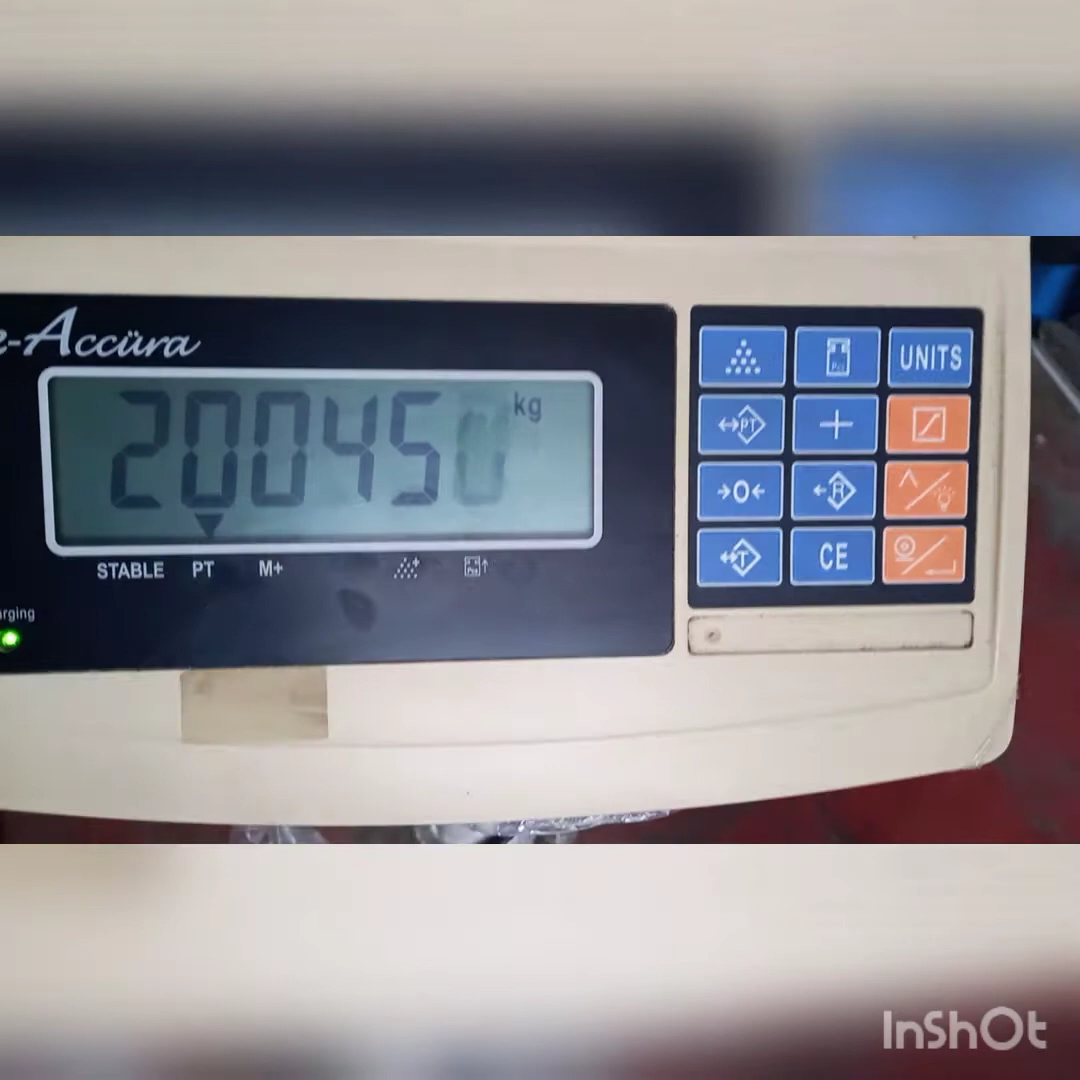 -Accüra
200450 kg
STABLE PT M+
rging
UNITS
PT
+
→0← R
T CE
InShOt